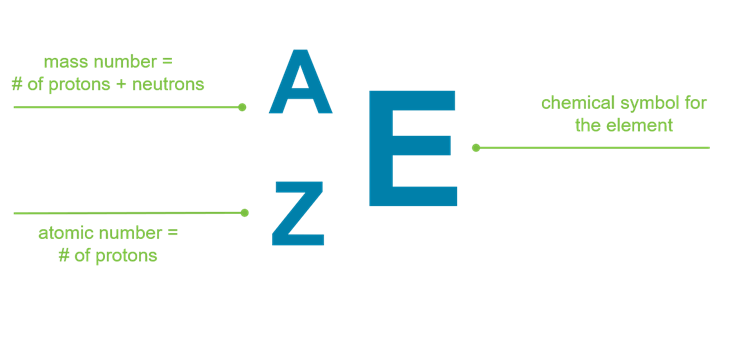 mass number =
# of protons + neutrons
A
E
chemical symbol for
the element
Z
atomic number =
# of protons